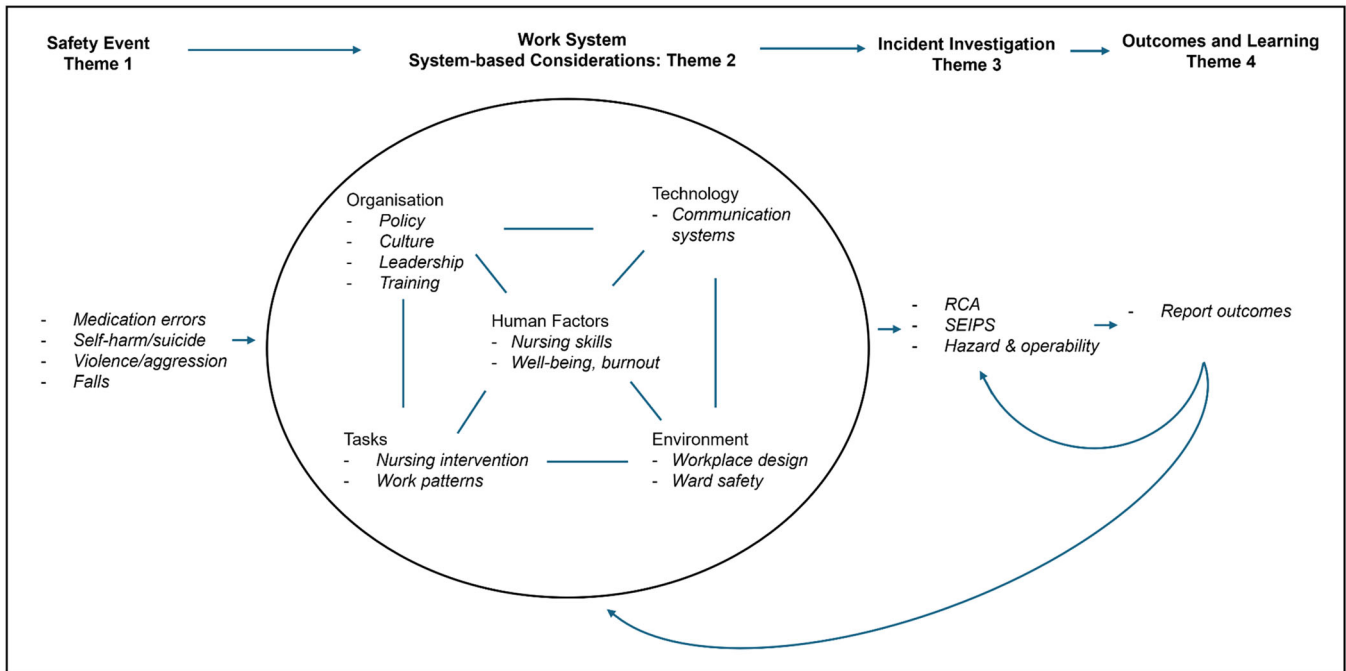 Safety Event
Theme 1
Work System
System-based Considerations: Theme 2
Incident Investigation
Theme 3
Outcomes and Learning
Theme 4
- Medication errors
- Self-harm/suicide
- Violence/aggression
- Falls
Organisation
- Policy
- Culture
- Leadership
- Training
Technology
- Communication
systems
Human Factors
- Nursing skills
- Well-being, burnout
Tasks
- Nursing intervention
- Work patterns
Environment
- Workplace design
- Ward safety
- RCA
- SEIPS
- Hazard & operability
- Report outcomes